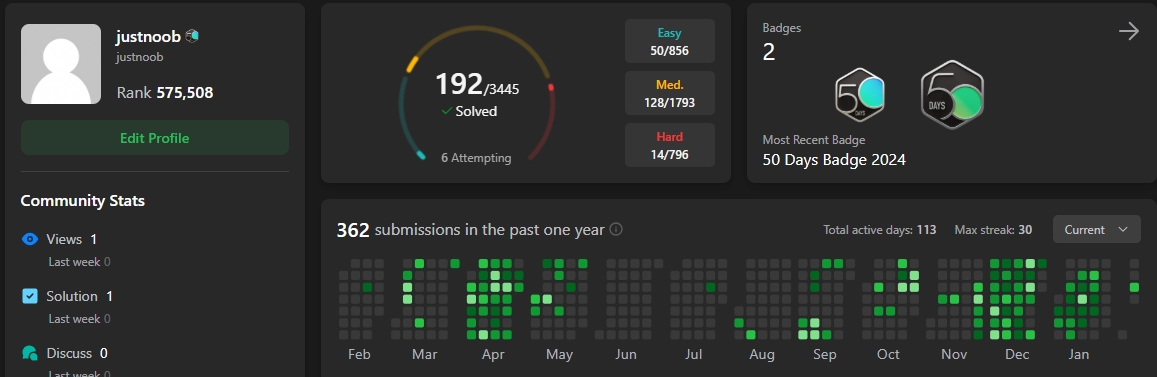 justnoob
justnoob
Rank 575,508
Edit Profile
Community Stats
Views 1
Last week 0
Solution 1
Last week 0
Discuss 0
Last week 0
192/3445
Solved
6 Attempting
Easy
50/856
Med.
128/1793
Hard
14/796
Badges
2
50 DAYS
50 DAYS
Most Recent Badge
50 Days Badge 2024
362 submissions in the past one year
Total active days: 113 Max streak: 30 Current
Feb Mar Apr May Jun Jul Aug Sep Oct Nov Dec Jan